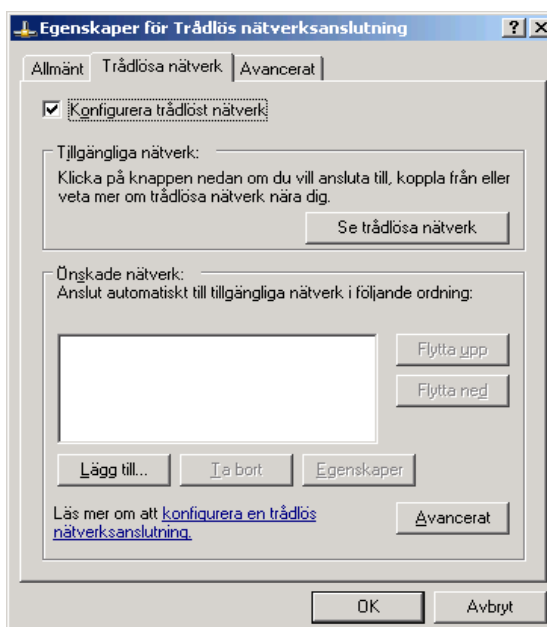 Egenskaper för Trådlös nätverksanslutning
Allmänt Trådlösa nätverk Avancerat
Konfigurera trådlöst nätverk
Tillgängliga nätverk:
Klicka på knappen nedan om du vill ansluta till, koppla från eller
veta mer om trådlösa nätverk nära dig.
Se trådlösa nätverk
Önskade nätverk:
Anslut automatiskt till tillgängliga nätverk i följande ordning:
Flytta upp
Flytta ned
Lägg till... Ta bort Egenskaper
Läs mer om att konfigurera en trådlös
nätverksanslutning.
Avancerat
OK Avbryt